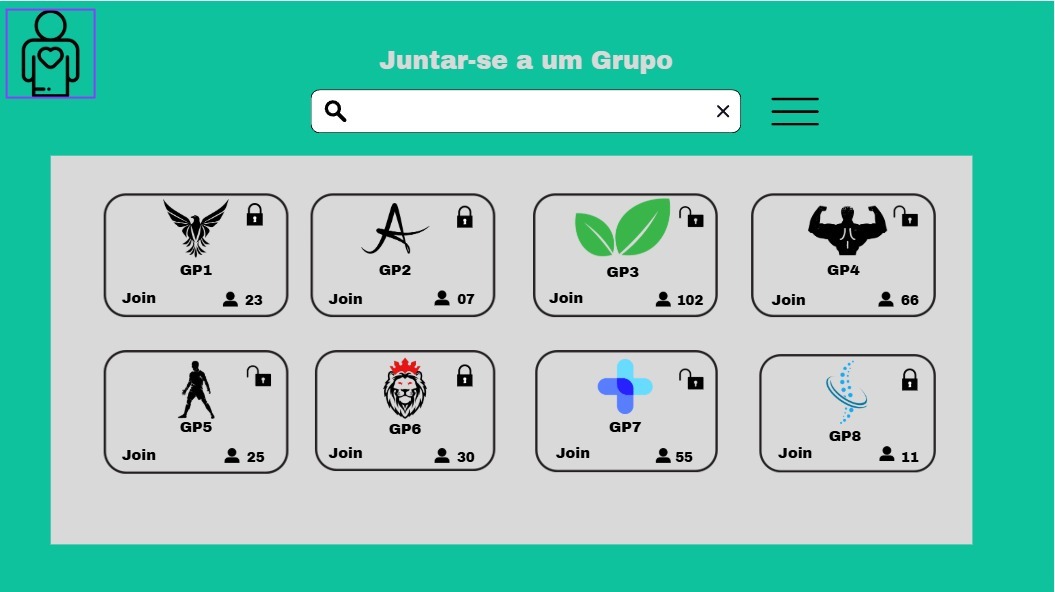 Juntar-se a um Grupo
GP1
Join 23
GP2
Join 07
GP3
Join 102
GP4
Join 66
GP5
Join 25
GP6
Join 30
GP7
Join 55
GP8
Join 11